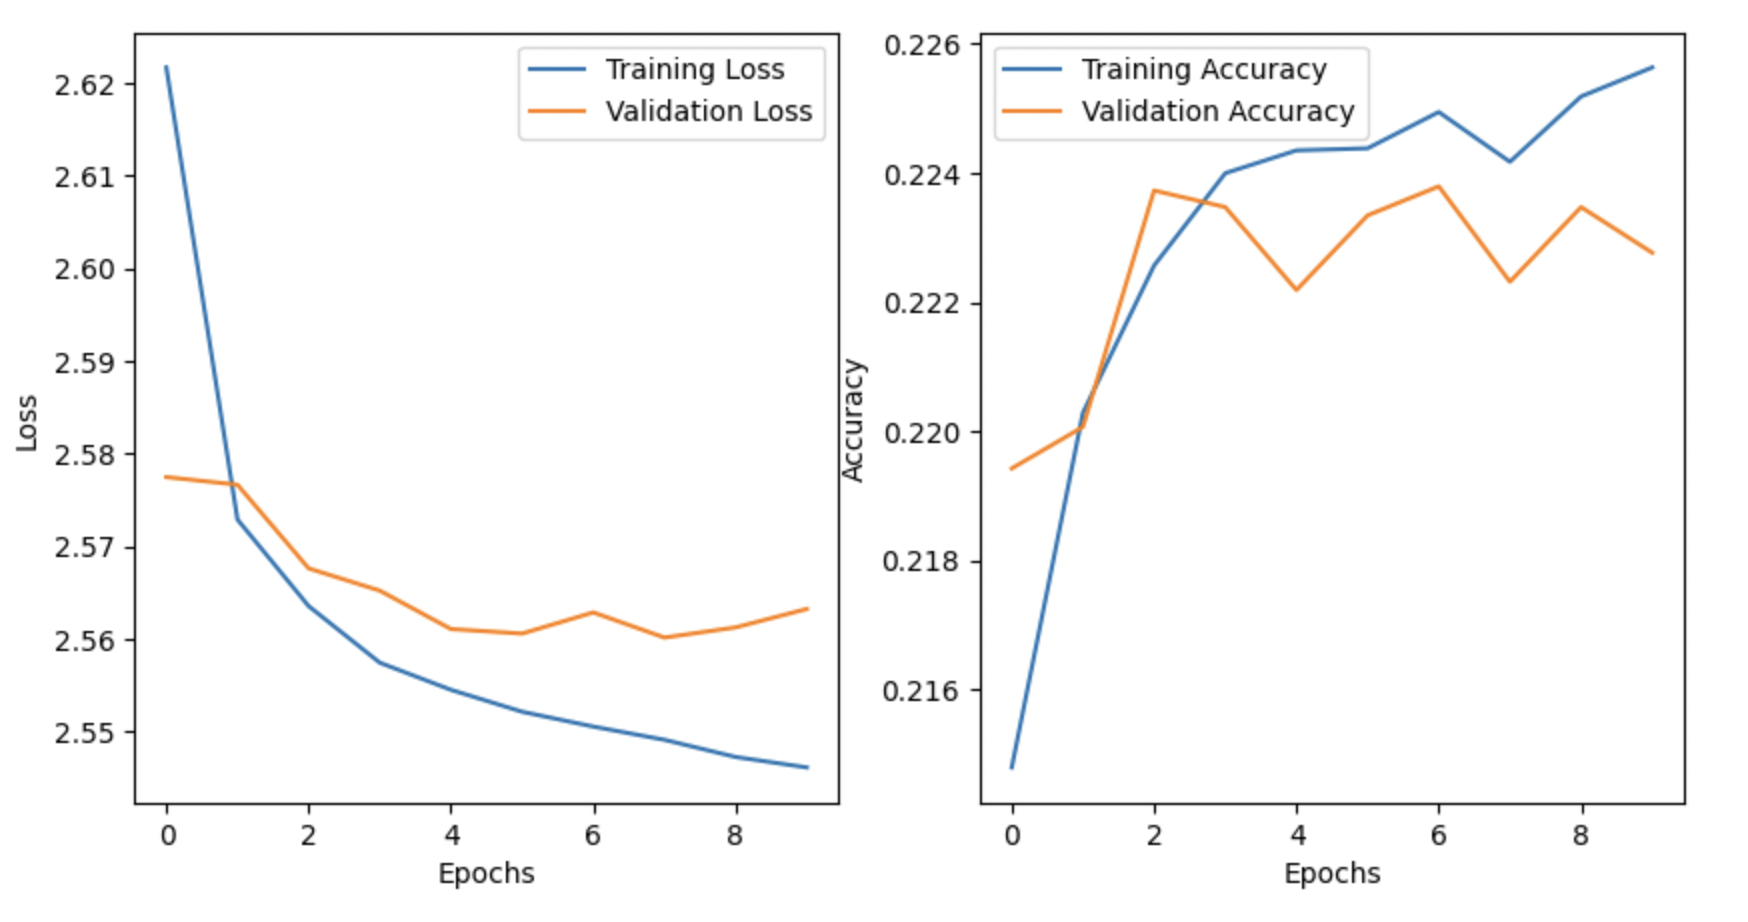 Training Loss
Validation Loss
2.62
2.61
2.60
2.59
2.58
2.57
2.56
2.55
Loss
0 2 4 6 8
Epochs
Training Accuracy
Validation Accuracy
0.226
0.224
0.222
0.220
0.218
0.216
Accuracy
0 2 4 6 8
Epochs